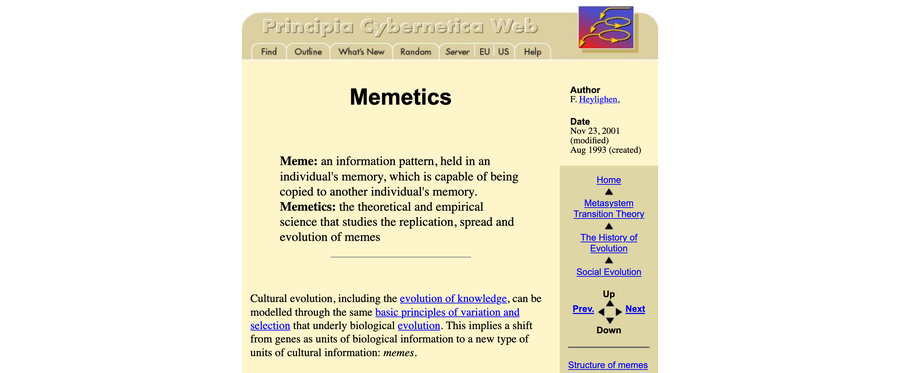 Principia Cybernetica Web
Find Outline What's New Random Server EU US Help
Memetics
Meme: an information pattern, held in an
individual's memory, which is capable of being
copied to another individual's memory.
Memetics: the theoretical and empirical
science that studies the replication, spread and
evolution of memes
Cultural evolution, including the evolution of knowledge, can be
modelled through the same basic principles of variation and
selection that underly biological evolution. This implies a shift
from genes as units of biological information to a new type of
units of cultural information: memes.
Author
F. Heylighen,
Date
Nov 23, 2001
(modified)
Aug 1993 (created)
Home
Metasystem
Transition Theory
The History of
Evolution
Social Evolution
Up
Prev. Next
Down
Structure of memes